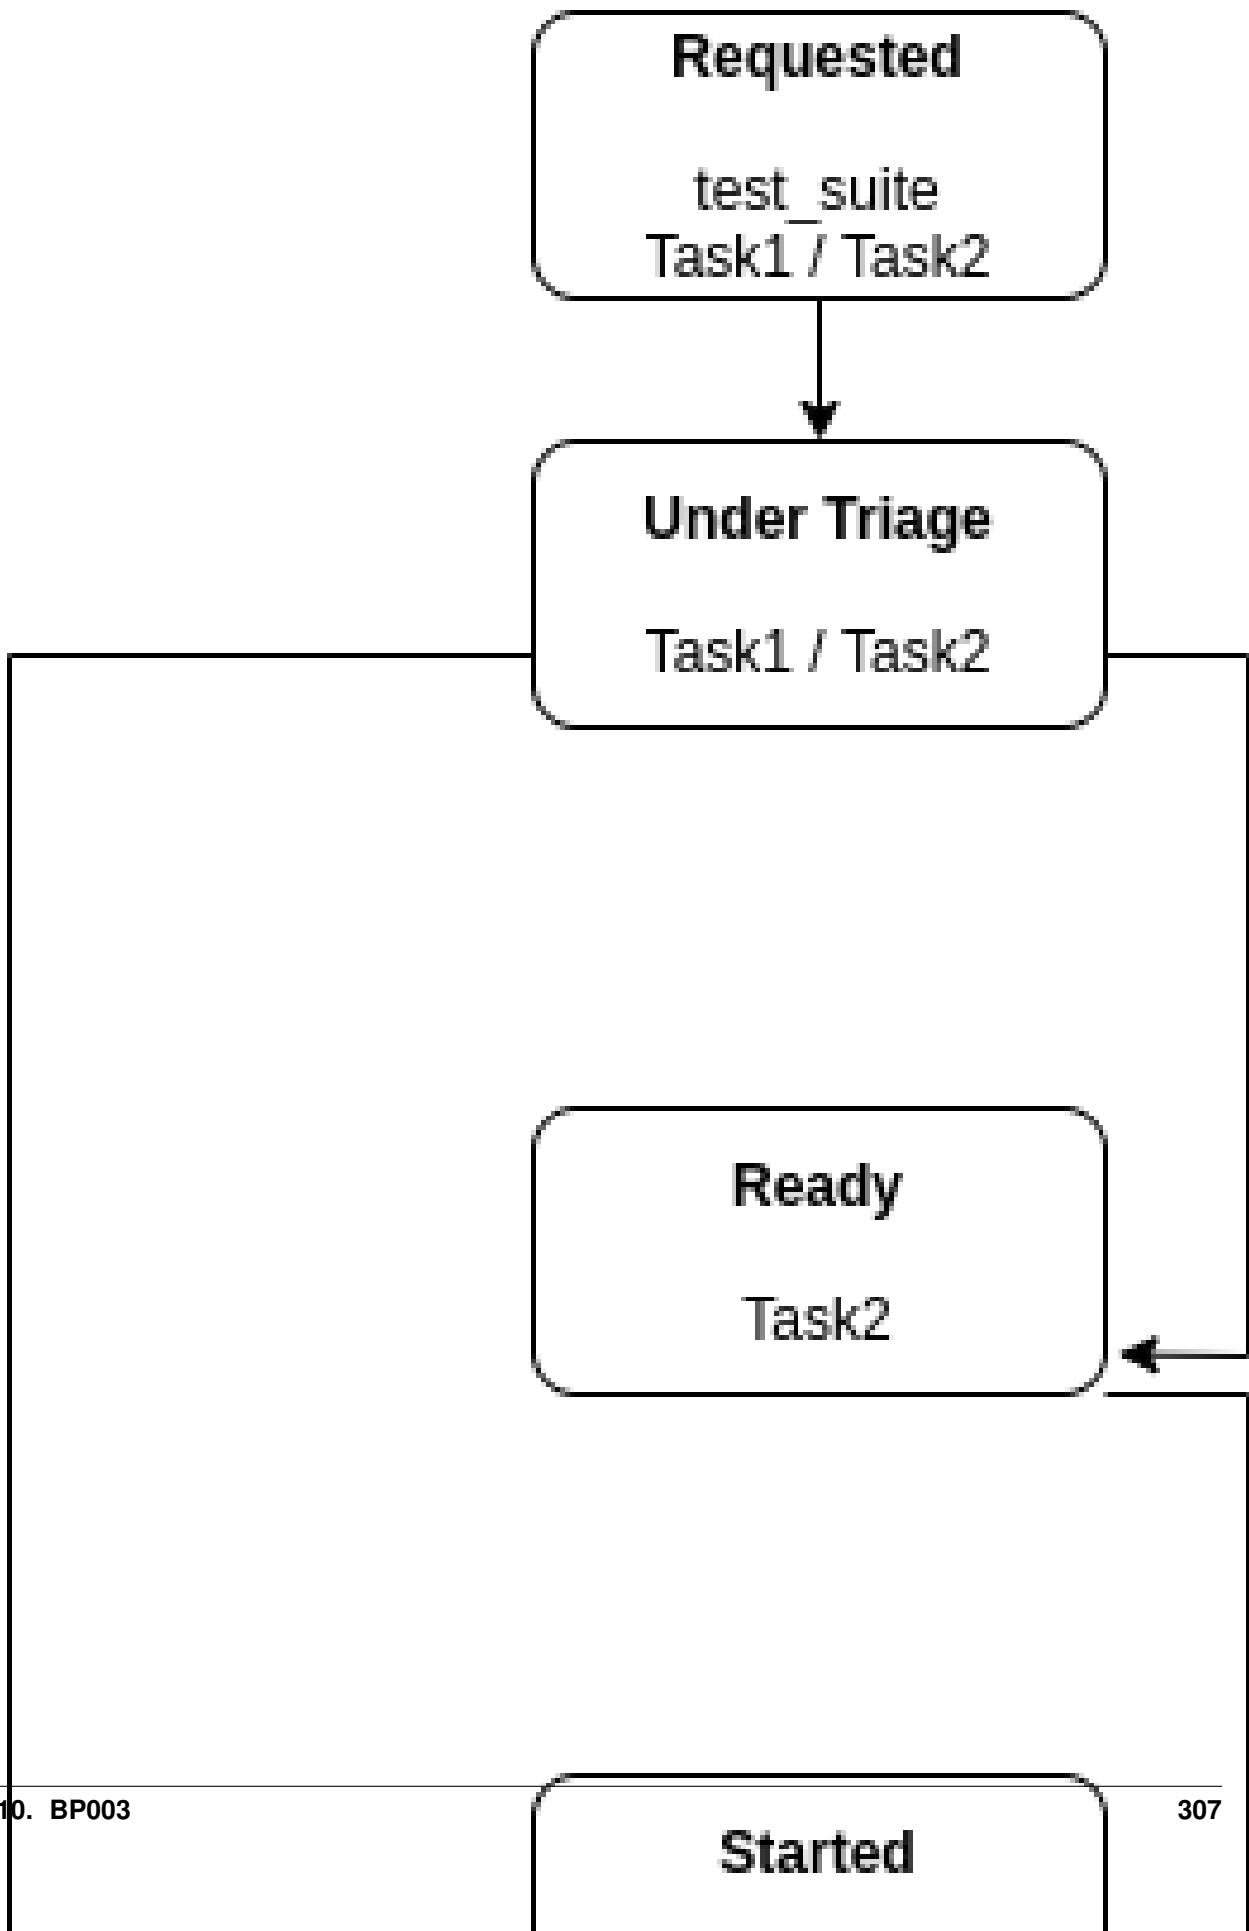 Requested
test_suite
Task1 / Task2
Under Triage
Task1 / Task2
Ready
Task2
10. BP003
307
Started